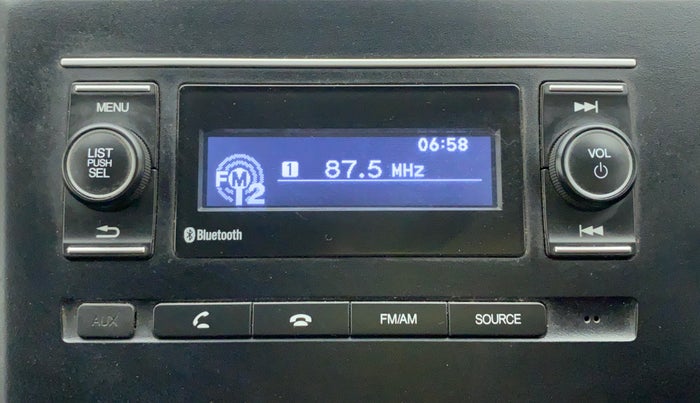 MENU
LIST
PUSH
SEL
06:58
FM
2
1 87.5 MHz
VOL
Bluetooth
AUX
FM/AM
SOURCE